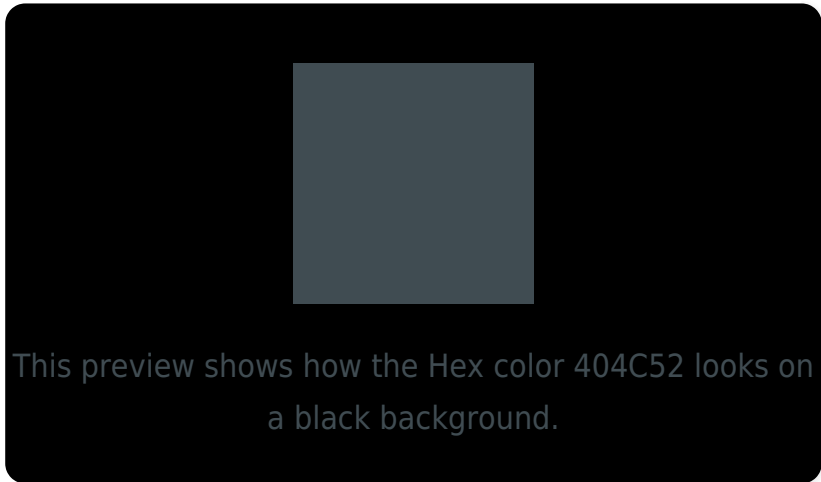 This preview shows how the Hex color 404C52 looks on
a black background.